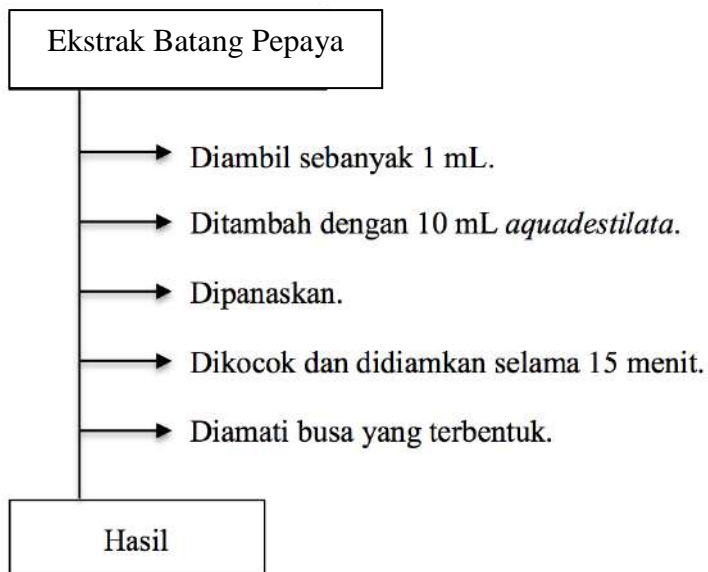 Ekstrak Batang Pepaya
Diambil sebanyak 1 mL.
Ditambah dengan 10 mL aquadestilata.
Dipanaskan.
Dikocok dan didiamkan selama 15 menit.
Diamati busa yang terbentuk.
Hasil